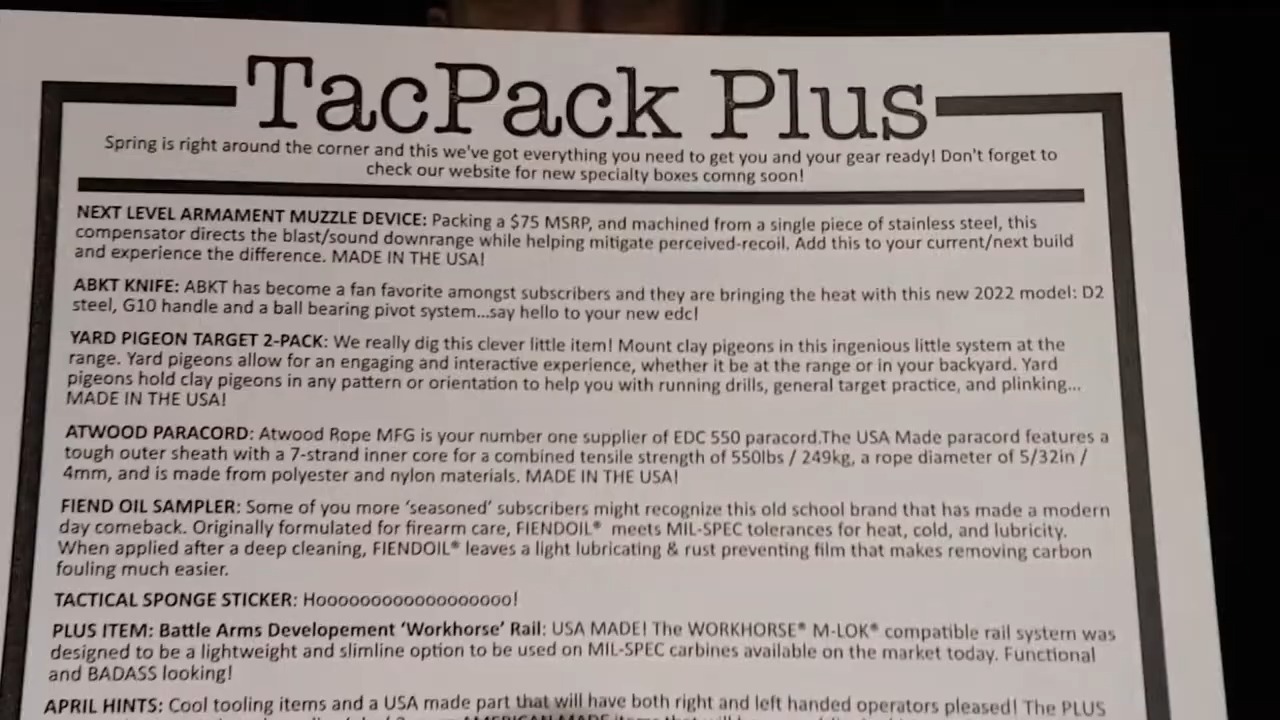 TacPack Plus
Spring is right around the corner and this we've got everything you need to get you and your gear ready! Don't forget to
check our website for new specialty boxes comng soon!
NEXT LEVEL ARMAMENT MUZZLE DEVICE: Packing a $75 MSRP, and machined from a single piece of stainless steel, this
compensator directs the blast/sound downrange while helping mitigate perceived-recoil. Add this to your current/next build
and experience the difference. MADE IN THE USA!
ABKT KNIFE: ABKT has become a fan favorite amongst subscribers and they are bringing the heat with this new 2022 model: D2
steel, G10 handle and a ball bearing pivot system...say hello to your new edc!
YARD PIGEON TARGET 2-PACK: We really dig this clever little item! Mount clay pigeons in this ingenious little system at the
range. Yard pigeons allow for an engaging and interactive experience, whether it be at the range or in your backyard. Yard
pigeons hold clay pigeons in any pattern or orientation to help you with running drills, general target practice, and plinking...
MADE IN THE USA!
ATWOOD PARACORD: Atwood Rope MFG is your number one supplier of EDC 550 paracord.The USA Made paracord features a
tough outer sheath with a 7-strand inner core for a combined tensile strength of 550lbs / 249kg, a rope diameter of 5/32in /
4mm, and is made from polyester and nylon materials. MADE IN THE USA!
FIEND OIL SAMPLER: Some of you more 'seasoned' subscribers might recognize this old school brand that has made a modern
day comeback. Originally formulated for firearm care, FIENDOIL® meets MIL-SPEC tolerances for heat, cold, and lubricity.
When applied after a deep cleaning, FIENDOIL® leaves a light lubricating & rust preventing film that makes removing carbon
fouling much easier.
TACTICAL SPONGE STICKER: Hoooooooooooooooooo!
PLUS ITEM: Battle Arms Developement 'Workhorse' Rail: USA MADE! The WORKHORSE® M-LOK® compatible rail system was
designed to be a lightweight and slimline option to be used on MIL-SPEC carbines available on the market today. Functional
and BADASS looking!
APRIL HINTS: Cool tooling items and a USA made part that will have both right and left handed operators pleased! The PLUS
AMERICAN MADE items that will